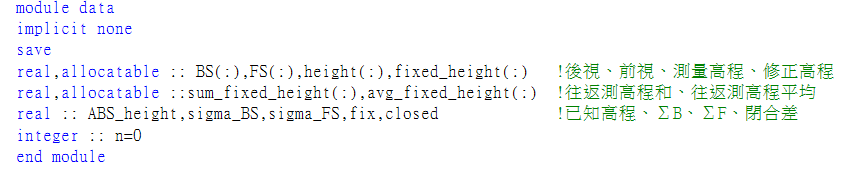 module data
implicit none
save
real,allocatable :: BS(:),FS(:),height(:),fixed_height(:) !後視、前視、測量高程、修正高程
real,allocatable ::sum_fixed_height(:),avg_fixed_height(:) !往返測高程和、往返測高程平均
real :: ABS_height,sigma_BS,sigma_FS,fix,closed !已知高程、ΣB、ΣF、閉合差
integer :: n=0
end module